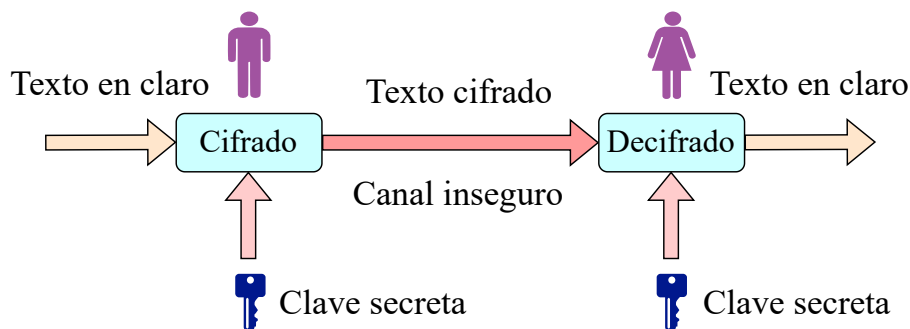 Texto en claro
Texto cifrado
Texto en claro
Cifrado
Decifrado
Canal inseguro
Clave secreta
Clave secreta